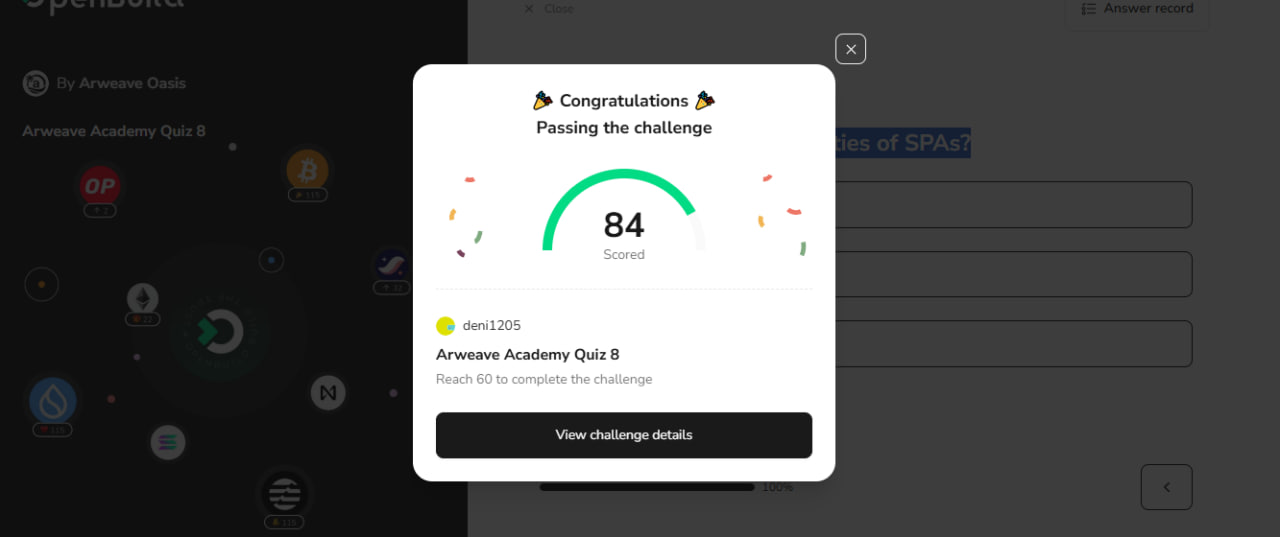 OpenBuild
By Arweave Oasis
Arweave Academy Quiz 8
OP
↑ 2
115
22
↑ 37
115
115
Close
Answer record
ties of SPAs?
🎉 Congratulations 🎉
Passing the challenge
84
Scored
deni1205
Arweave Academy Quiz 8
Reach 60 to complete the challenge
View challenge details
100%